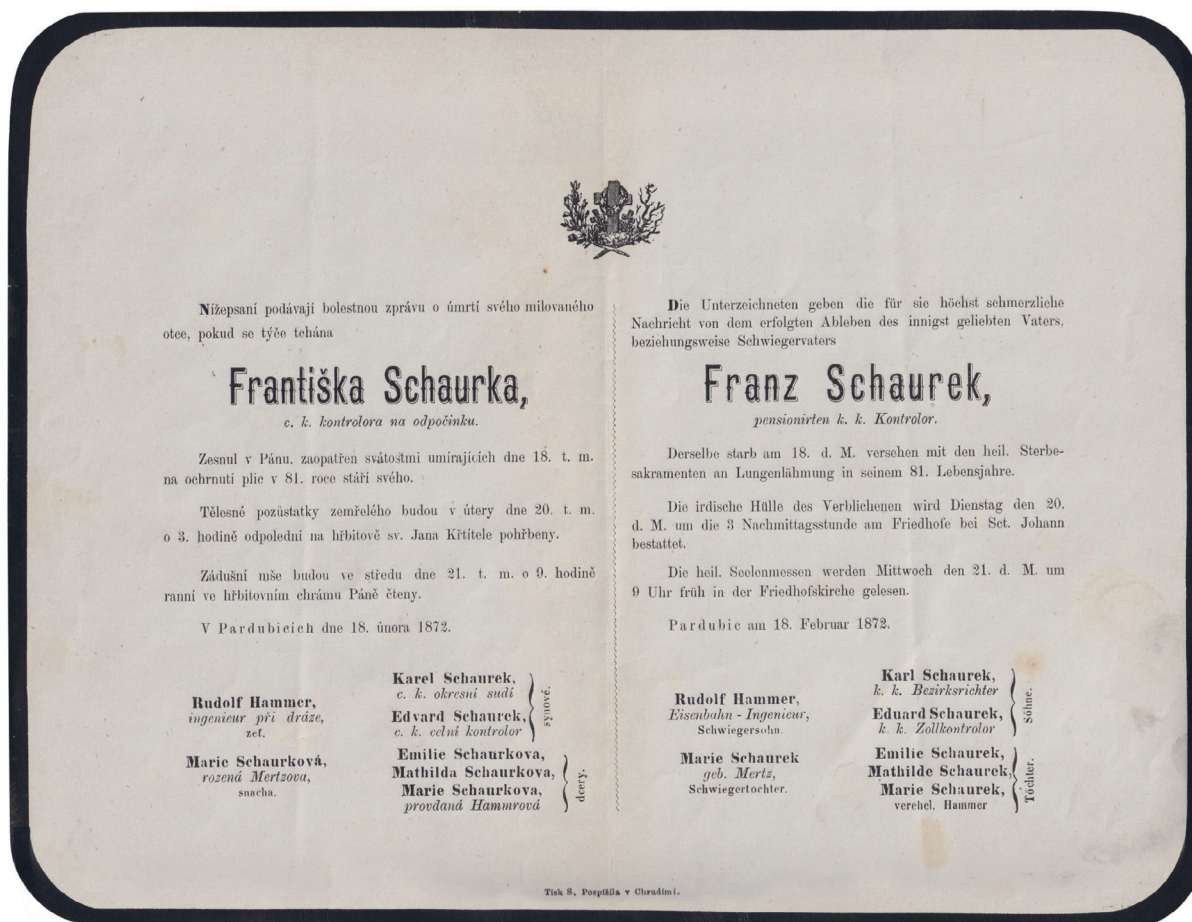 Nížepsaní podávají bolestnou zprávu o úmrtí svého milovaného
otce, pokud se týče tchána
Františka Schaurka,
c. k. kontrolora na odpočinku.
Zesnul v Pánu, zaopatřen svátostmi umírajících dne 18. t. m.
na ochrnutí plic v 81. roce stáří svého.
Tělesné pozůstatky zemřelého budou v útery dne 20. t. m.
o 3. hodině odpolední na hřbitově sv. Jana Křtitele pohřbeny.
Zádušní mše budou ve středu dne 21. t. m. o 9. hodině
ranní ve hřbitovním chrámu Páně čteny.
V Pardubicích dne 18. února 1872.
Rudolf Hammer,
ingenieur při dráze,
zeť.
Marie Schaurková,
rozená Mertzova,
snacha.
Karel Schaurek,
c. k. okresní sudí
Edvard Schaurek,
c. k. celní kontrolor
synové.
Emilie Schaurkova,
Mathilda Schaurkova,
Marie Schaurkova,
provdaná Hammrová
dcery.
Die Unterzeichneten geben die für sie höchst schmerzliche
Nachricht von dem erfolgten Ableben des innigst geliebten Vaters,
beziehungsweise Schwiegervaters
Franz Schaurek,
pensionirten k. k. Kontrolor.
Derselbe starb am 18. d. M. versehen mit den heil. Sterbe-
sakramenten an Lungenlähmung in seinem 81. Lebensjahre.
Die irdische Hülle des Verblichenen wird Dienstag den 20.
d. M. um die 3 Nachmittagsstunde am Friedhofe bei Sct. Johann
bestattet.
Die heil. Seelenmessen werden Mittwoch den 21. d. M. um
9 Uhr früh in der Friedhofskirche gelesen.
Pardubic am 18. Februar 1872.
Rudolf Hammer,
Eisenbahn-Ingenieur,
Schwiegersohn.
Marie Schaurek
geb. Mertz,
Schwiegertochter.
Karl Schaurek,
k. k. Bezirksrichter
Eduard Schaurek,
k. k. Zollkontrolor
Söhne.
Emilie Schaurek,
Mathilde Schaurek,
Marie Schaurek,
verehel. Hammer
Töchter.
Tisk S. Pospíšila v Chrudimi.